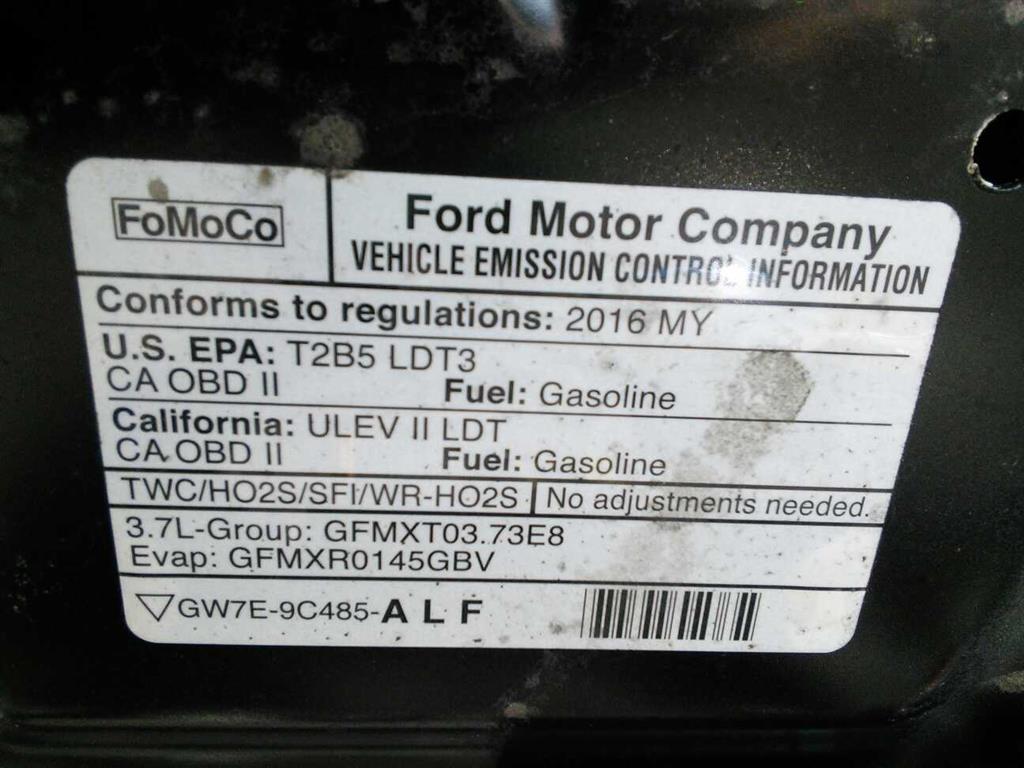 FoMoCo
Ford Motor Company
VEHICLE EMISSION CONTROL INFORMATION
Conforms to regulations: 2016 MY
U.S. EPA: T2B5 LDT3
CA OBD II Fuel: Gasoline
California: ULEV II LDT
CA OBD II Fuel: Gasoline
TWC/HO2S/SFI/WR-HO2S No adjustments needed.
3.7L-Group: GFMXT03.73E8
Evap: GFMXR0145GBV
GW7E-9C485-A L F